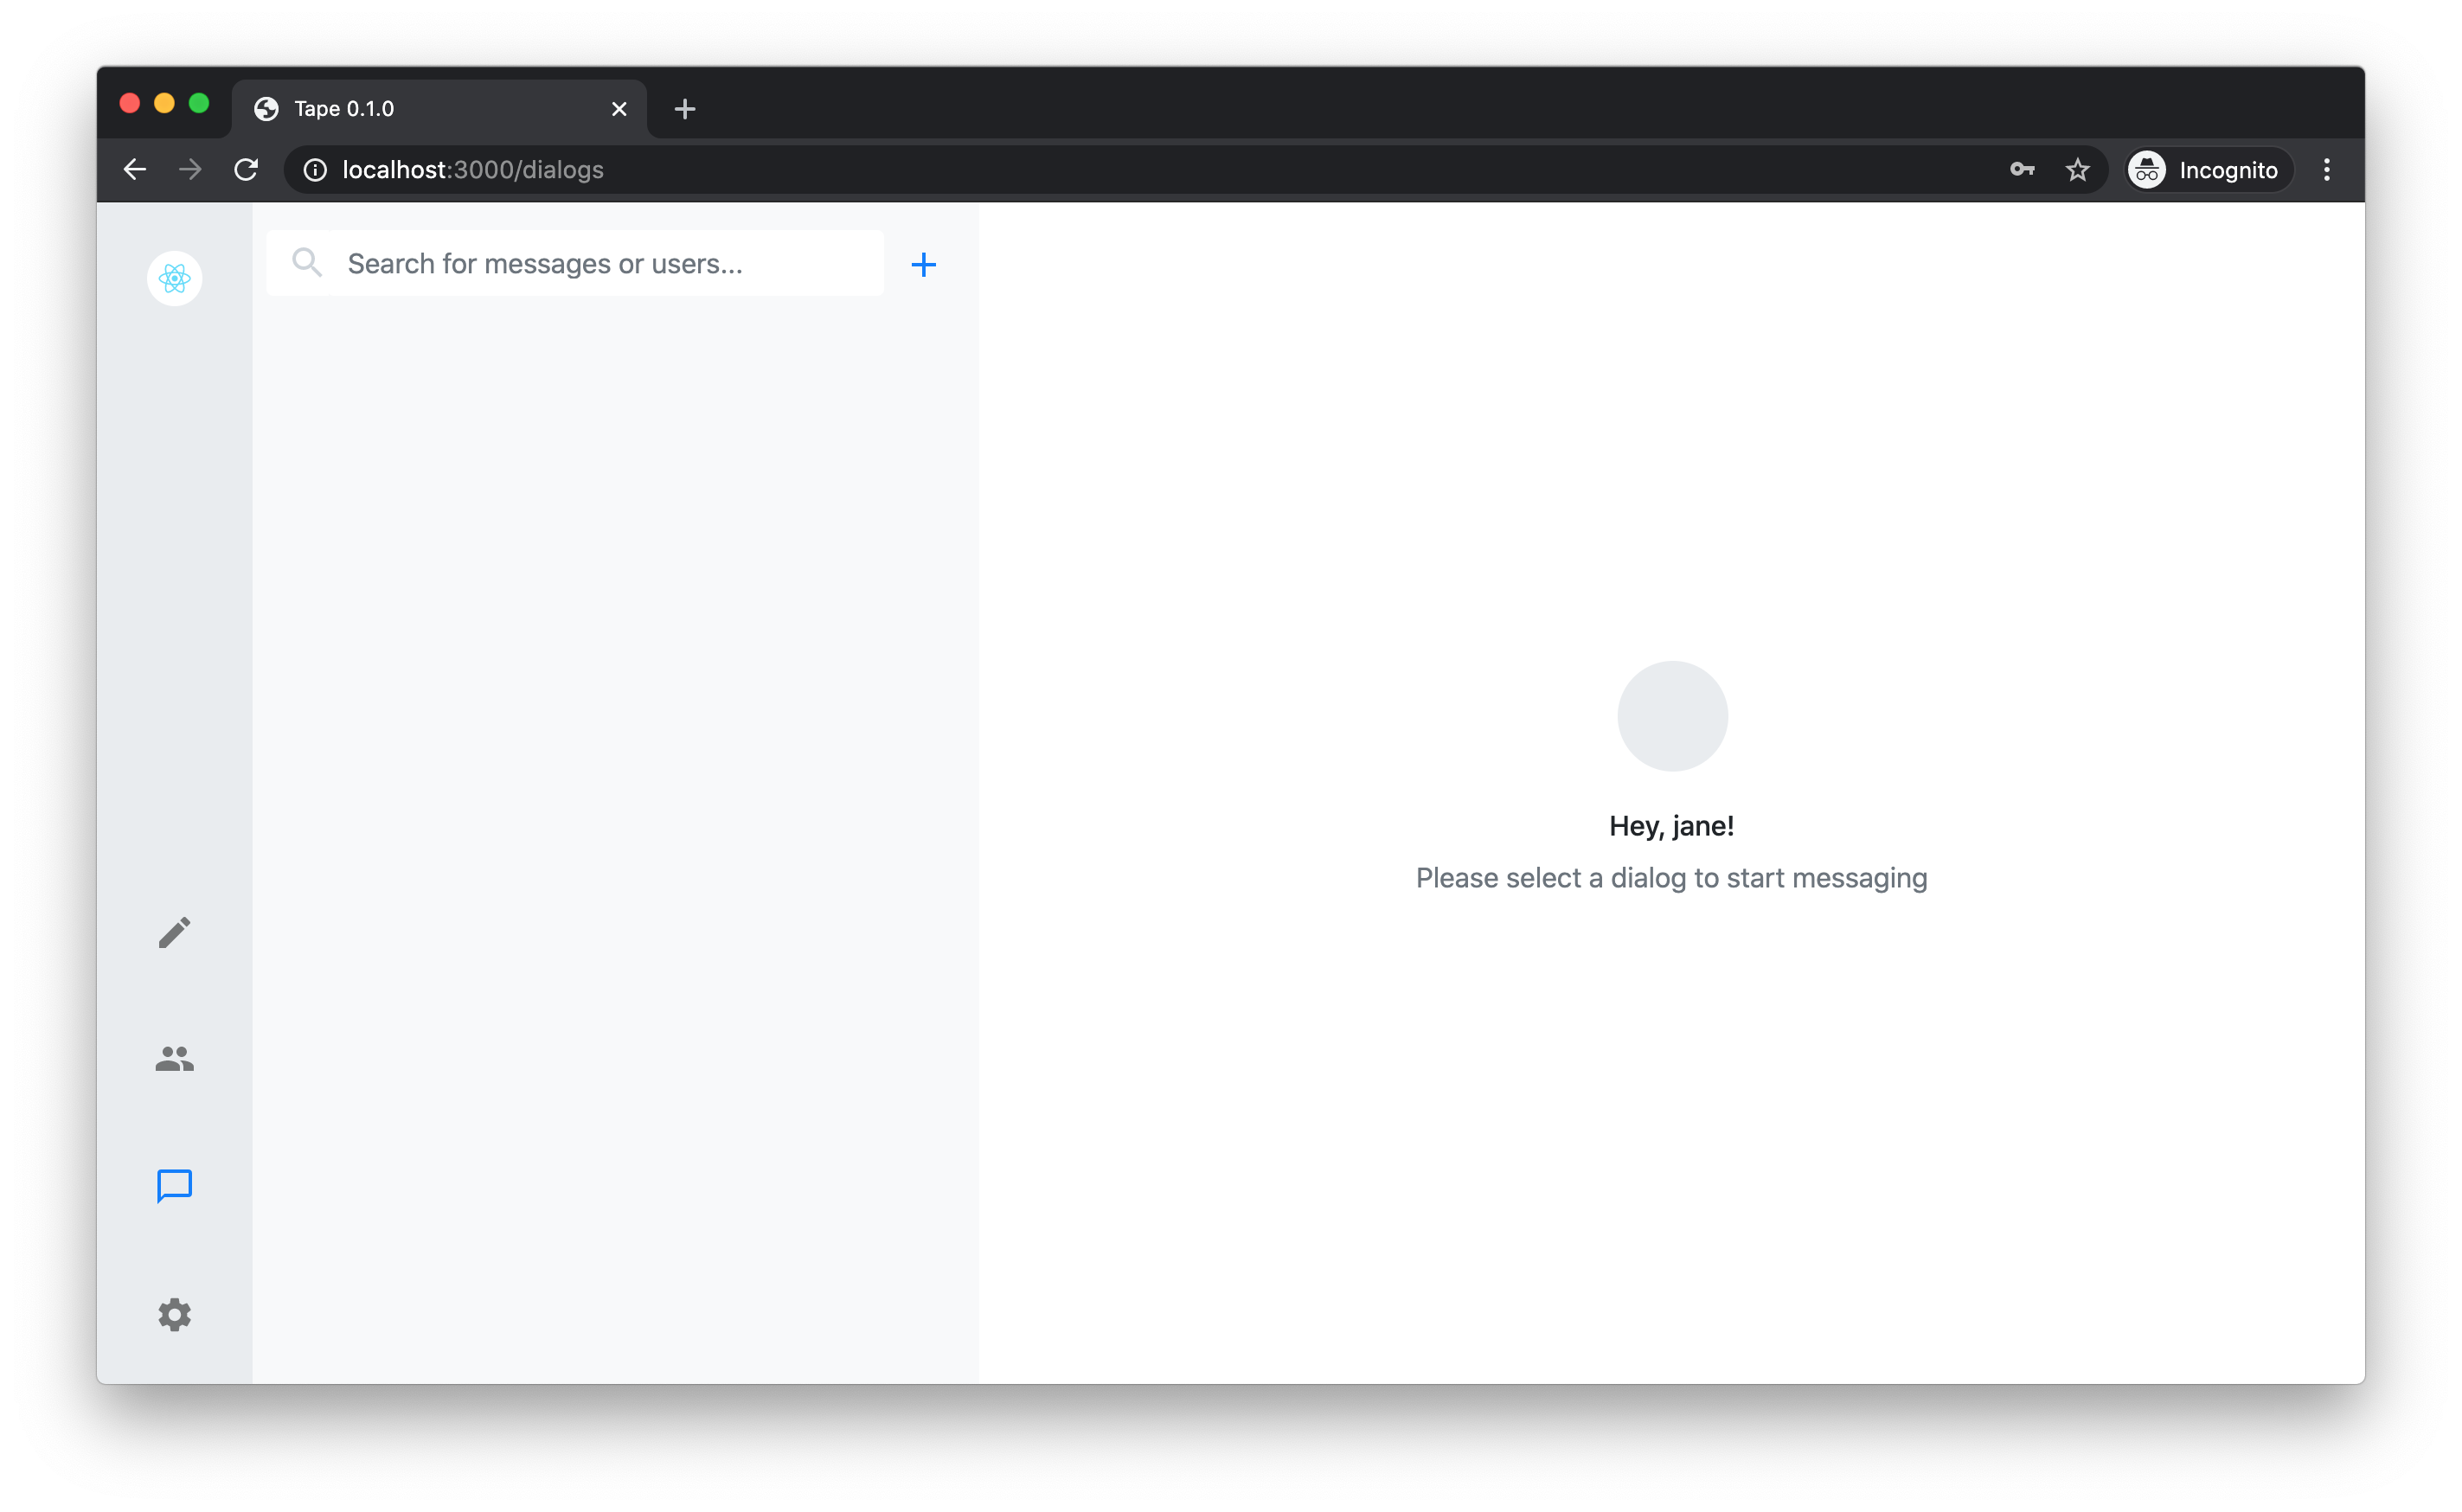 Tape 0.1.0
localhost:3000/dialogs
Incognito
Search for messages or users...
Hey, jane!
Please select a dialog to start messaging